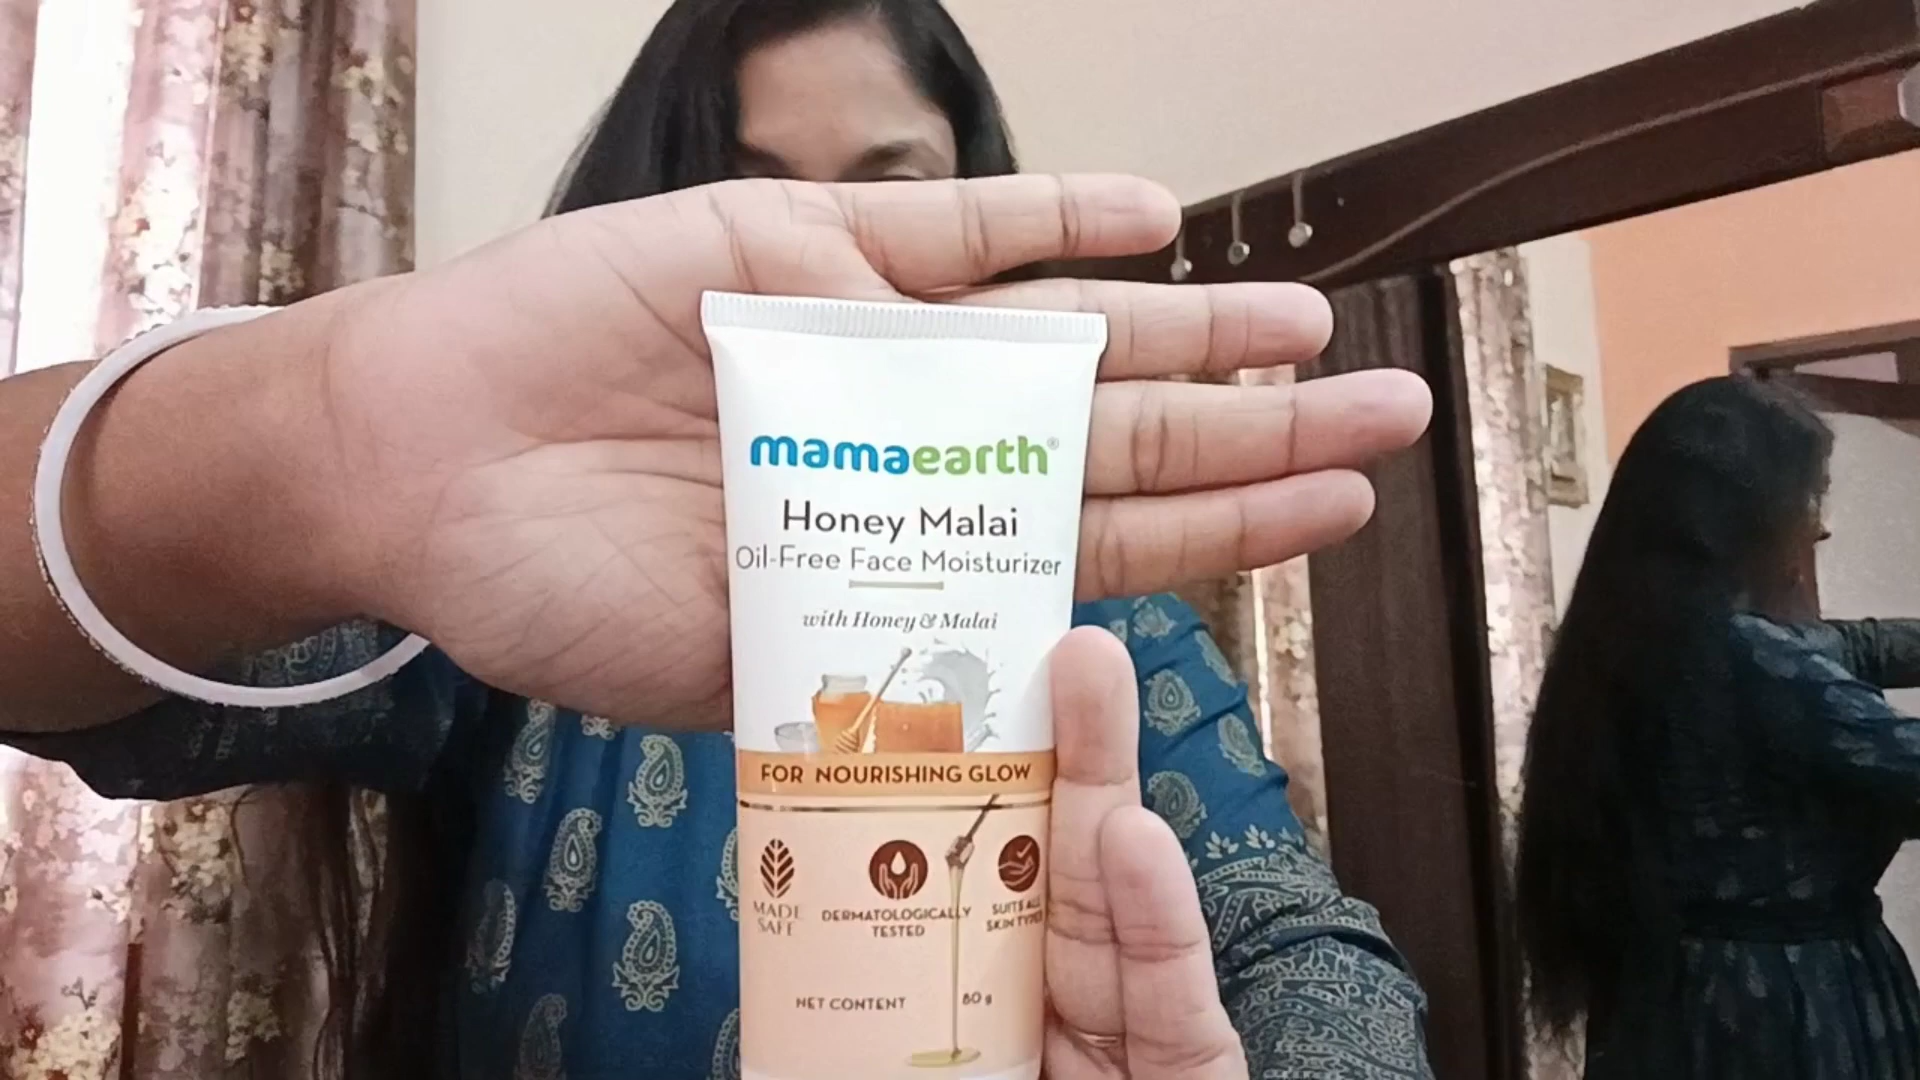 mamaearth®
Honey Malai
Oil-Free Face Moisturizer
with Honey & Malai
FOR NOURISHING GLOW
MADE SAFE
DERMATOLOGICALLY TESTED
SUITS ALL SKIN TYPES
NET CONTENT 80 g